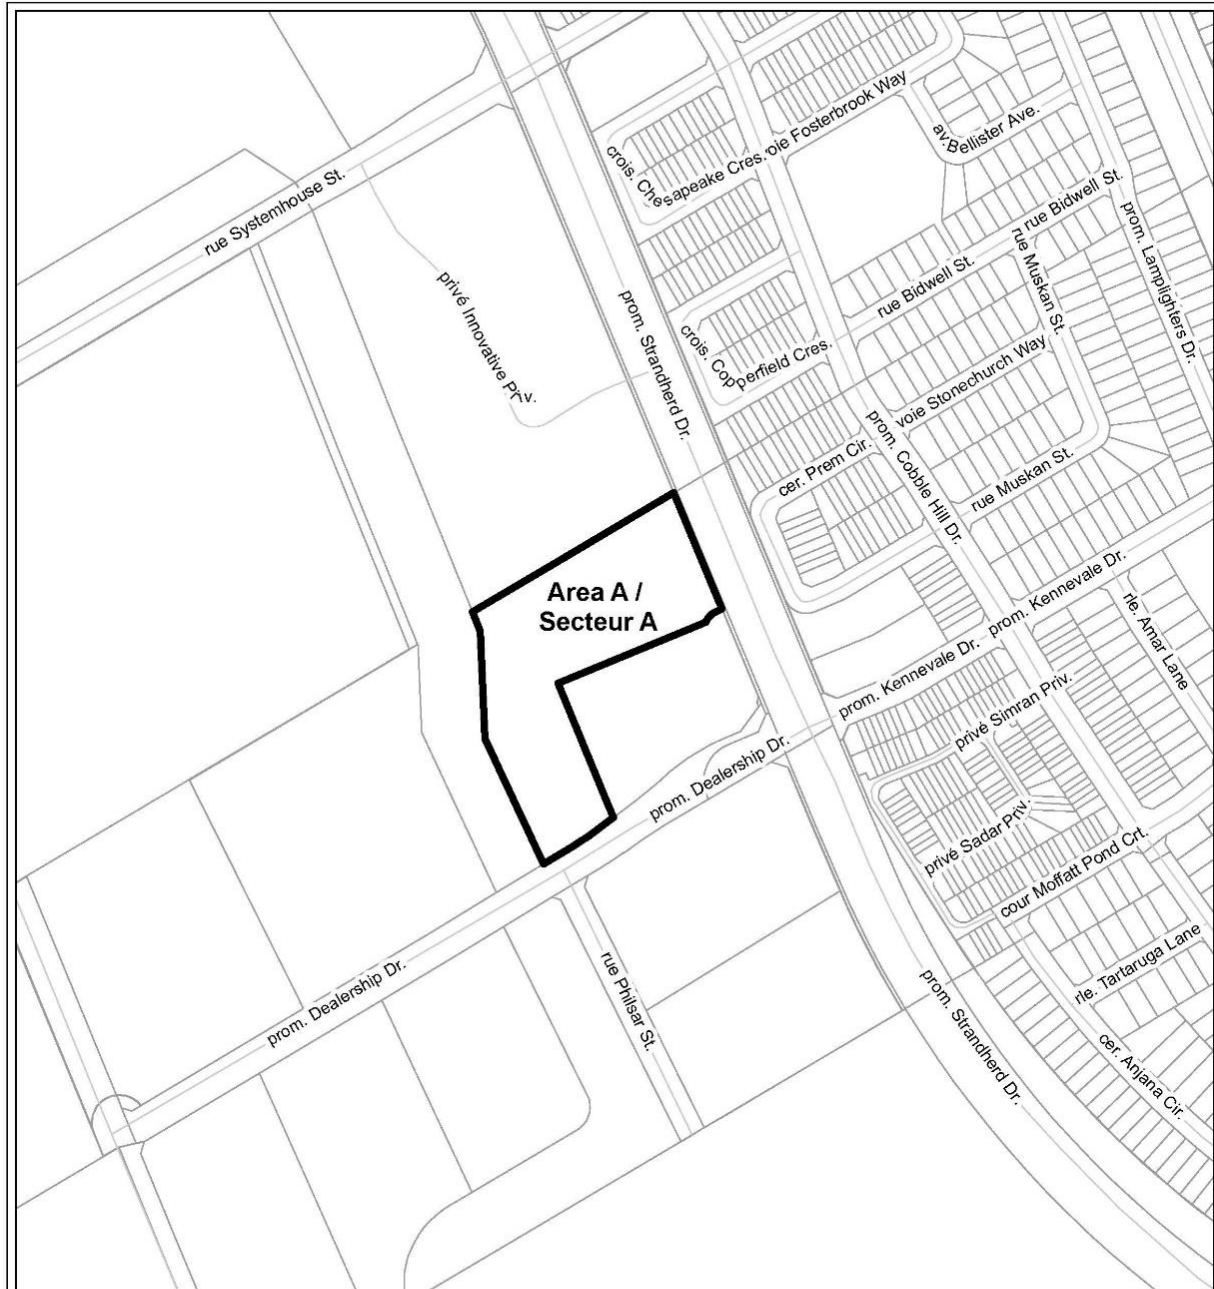 voie Fosterbrook Way
av. Bellister Ave.
crois. Chesapeake Cres.
rue Bidwell St.
rue Systemhouse St.
prom. Lamplighters Dr.
rue Muskan St.
rue Bidwell St.
privé Innovative Priv.
prom. Strandherd Dr.
crois. Copperfield Cres.
voie Stonechurch Way
prom. Cobble Hill Dr.
cer. Prem Cir.
rue Muskan St.
Area A /
Secteur A
prom. Kennevale Dr.
rle. Amar Lane
prom. Kennevale Dr.
privé Simran Priv.
prom. Dealership Dr.
privé Sadar Priv.
cour Moffatt Pond Crt.
rle. Tartaruga Lane
rue Philsar St.
prom. Dealership Dr.
prom. Strandherd Dr.
cer. Anjana Cir.